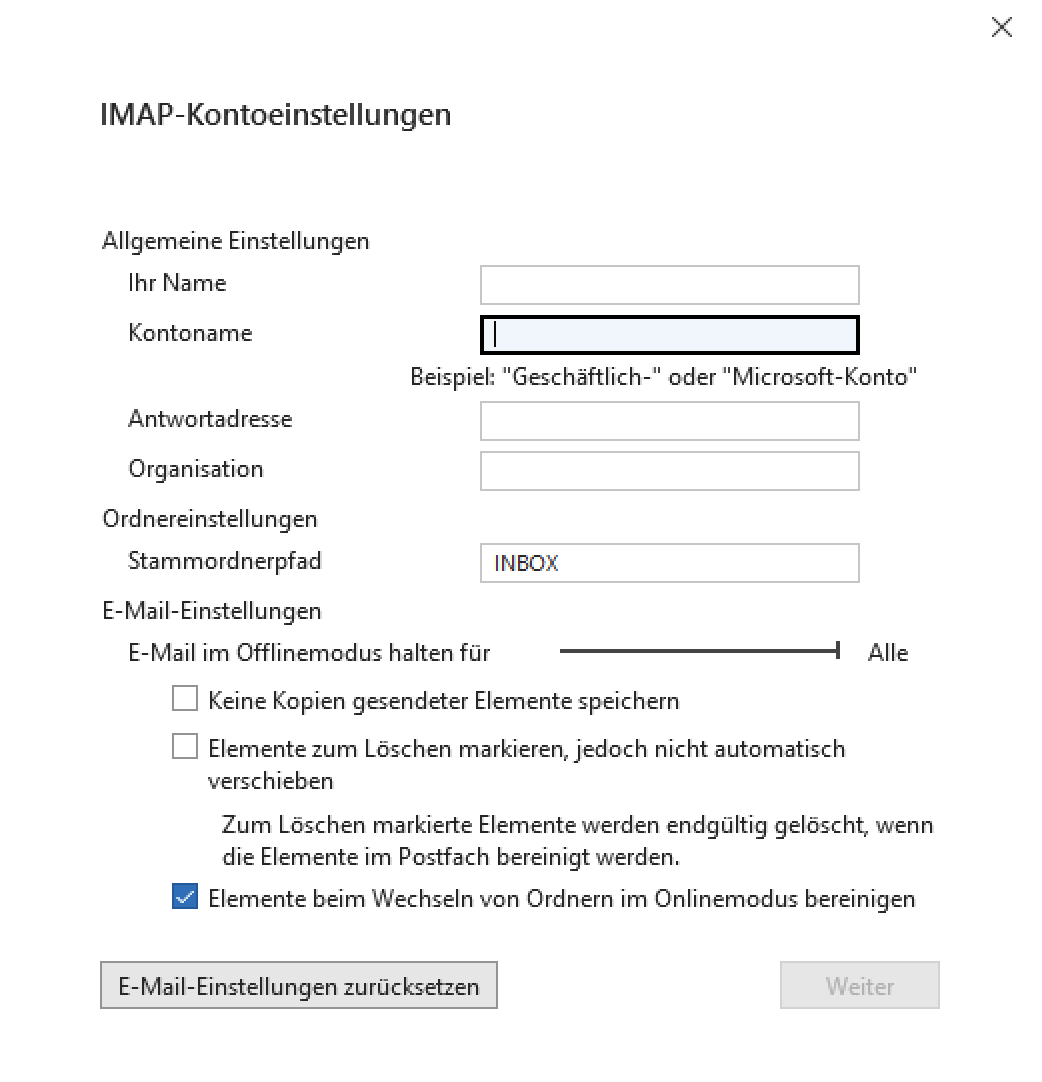 IMAP-Kontoeinstellungen
Allgemeine Einstellungen
Ihr Name
Kontoname
Beispiel: "Geschäftlich-" oder "Microsoft-Konto"
Antwortadresse
Organisation
Ordnereinstellungen
Stammordnerpfad INBOX
E-Mail-Einstellungen
E-Mail im Offlinemodus halten für Alle
Keine Kopien gesendeter Elemente speichern
Elemente zum Löschen markieren, jedoch nicht automatisch
verschieben
Zum Löschen markierte Elemente werden endgültig gelöscht, wenn
die Elemente im Postfach bereinigt werden.
Elemente beim Wechseln von Ordnern im Onlinemodus bereinigen
E-Mail-Einstellungen zurücksetzen Weiter